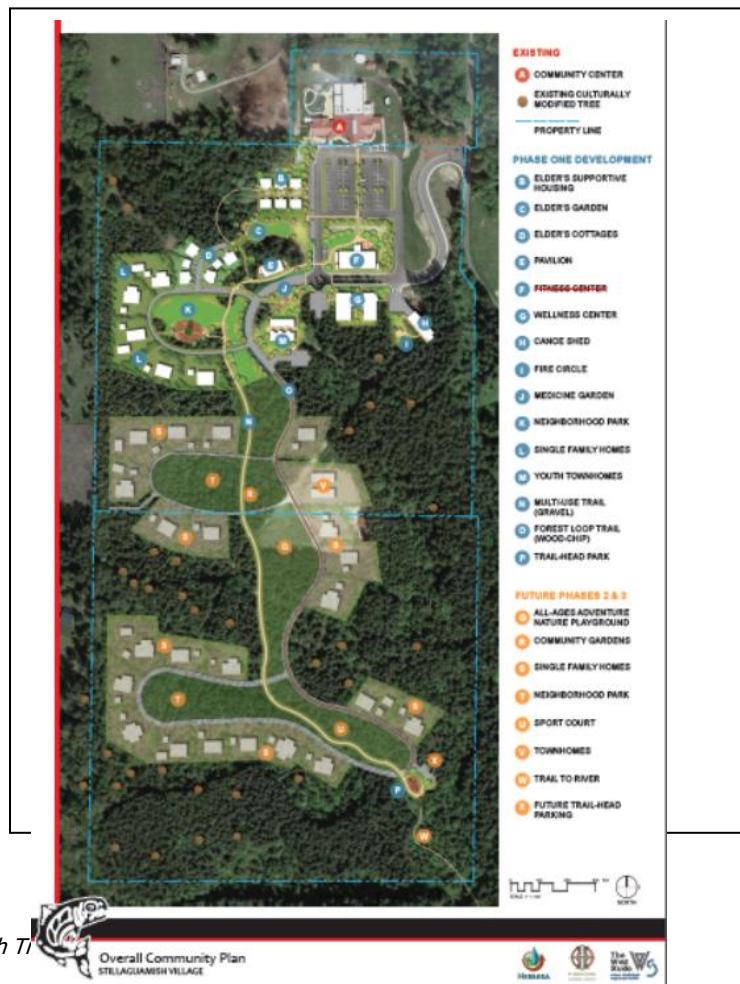 EXISTING
A COMMUNITY CENTER
EXISTING CULTURALLY
MODIFIED TREE
PROPERTY LINE
PHASE ONE DEVELOPMENT
B ELDER'S SUPPORTIVE
HOUSING
C ELDER'S GARDEN
D ELDER'S COTTAGES
E PAVILION
F FITNESS CENTER
G WELLNESS CENTER
H CANOE SHED
I FIRE CIRCLE
J MEDICINE GARDEN
K NEIGHBORHOOD PARK
L SINGLE FAMILY HOMES
M YOUTH TOWNHOMES
N MULTI-USE TRAIL
(GRAVEL)
O FOREST LOOP TRAIL
(WOOD-CHIP)
P TRAIL-HEAD PARK
FUTURE PHASES 2 & 3
ALL-AGES ADVENTURE
NATURE PLAYGROUND
COMMUNITY GARDENS
S SINGLE FAMILY HOMES
T NEIGHBORHOOD PARK
U SPORT COURT
V TOWNHOMES
W TRAIL TO RIVER
FUTURE TRAIL-HEAD
PARKING
A
B
C
D
E
F
L
K
J
G
H
I
M
L
O
N
S
T
V
S
S
S
T
S
U
S
P
X
W
NORTH
Overall Community Plan
STILLAGUAMISH VILLAGE
The
West
Studio